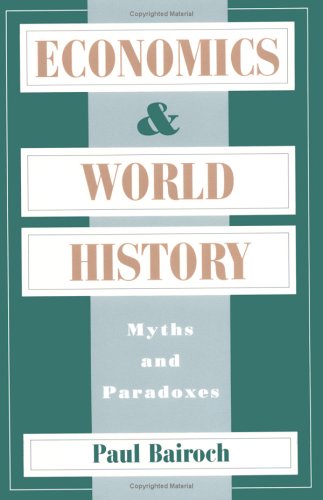 Copyrighted Material
ECONOMICS
&
WORLD
HISTORY
Myths
and
Paradoxes
Paul Bairoch
Copyrighted Material